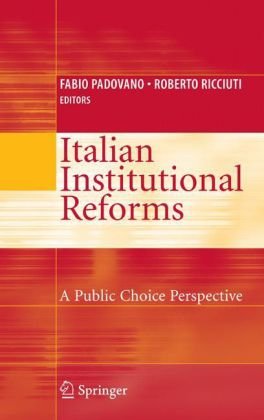 FABIO PADOVANO · ROBERTO RICCIUTI
EDITORS
Italian
Institutional
Reforms
A Public Choice Perspective
Springer